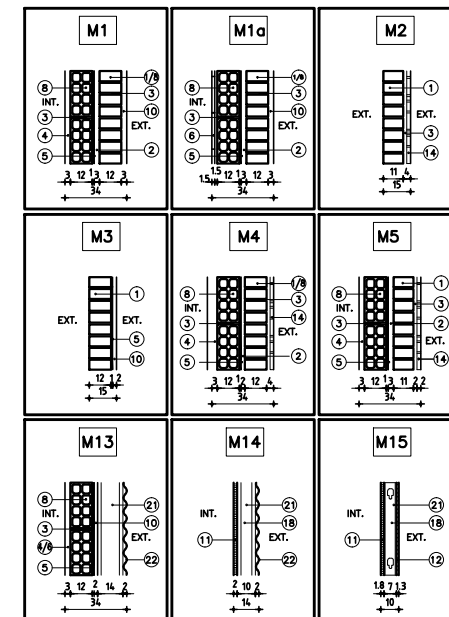 M1
8
INT.
3
4
5
1/8
3
10
EXT.
2
3 12 1 3 12 3
34
M1a
8
INT.
3
6
5
1/8
3
10
EXT.
2
1.5
1.5 12 1 3 12 3
34
M2
EXT.
1
EXT.
3
14
11 4
15
M3
EXT.
1
EXT.
5
10
12 1 2
15
M4
8
INT.
3
4
5
1/8
3
14
EXT.
2
3 12 1 2 12 4
34
M5
8
INT.
3
4
5
1
3
2
EXT.
14
3 12 1 3 11 2 2
34
M13
8
INT.
3
4/6
5
21
10
EXT.
22
3 12 2 14 2
34
M14
INT.
11
21
18
EXT.
22
2 10 2
14
M15
INT.
11
21
18
EXT.
12
1.8 7 1.3
10